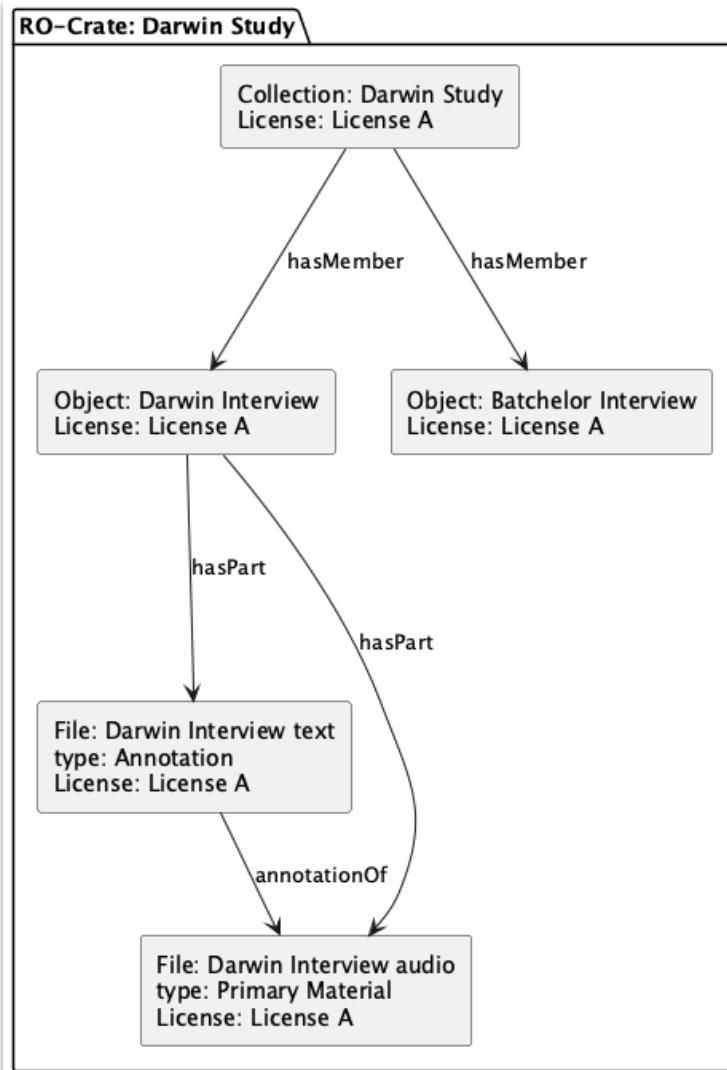 RO-Crate: Darwin Study
Collection: Darwin Study
License: License A
hasMember
hasMember
Object: Darwin Interview
License: License A
Object: Batchelor Interview
License: License A
hasPart
hasPart
File: Darwin Interview text
type: Annotation
License: License A
annotationOf
File: Darwin Interview audio
type: Primary Material
License: License A